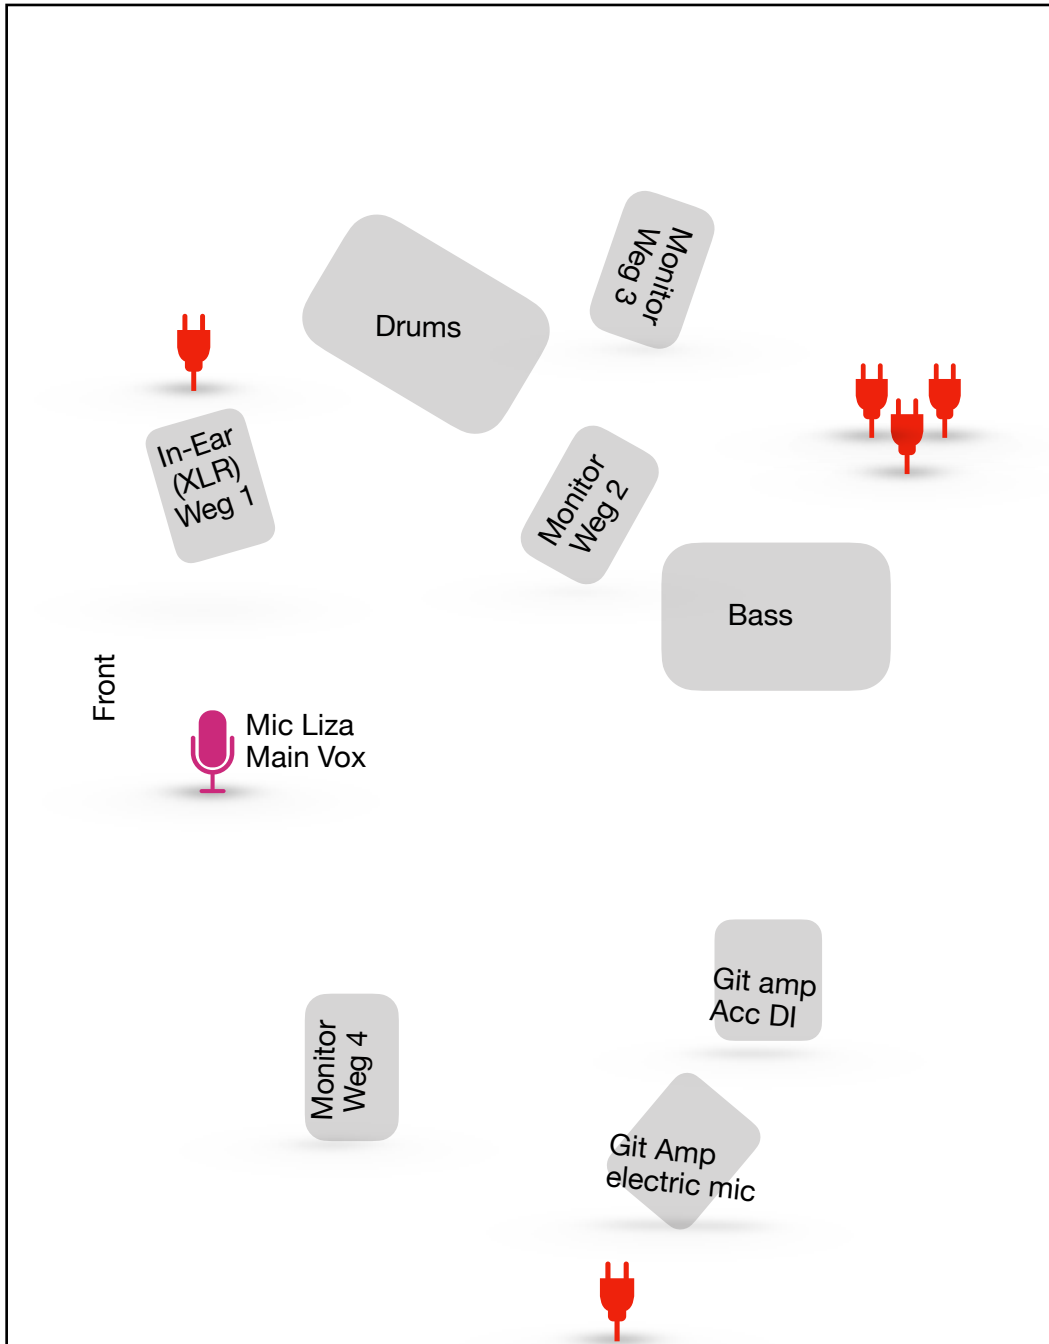 Monitor
Weg 3
Drums
In-Ear
(XLR)
Weg 1
Monitor
Weg 2
Bass
Front
Mic Liza
Main Vox
Git amp
Acc DI
Monitor
Weg 4
Git Amp
electric mic